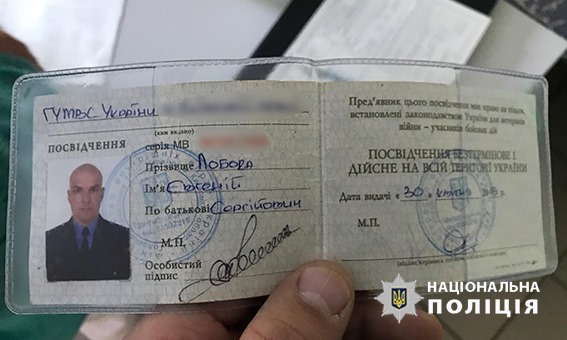 ГУМВС України
(ким видано)
ПОСВІДЧЕННЯ
серія МВ
Прізвище Лобода
Ім'я Євгеній
По батькові Сергійович
М.П.
Особистий
підпис
Пред'явник цього посвідчення має право на пільги,
встановлені законодавством України для ветеранів
війни – учасників бойових дій
ПОСВІДЧЕННЯ БЕЗТЕРМІНОВЕ І
ДІЙСНЕ НА ВСІЙ ТЕРИТОРІЇ УКРАЇНИ
Дата видачі «30»
М.П.
НАЦІОНАЛЬНА
ПОЛІЦІЯ